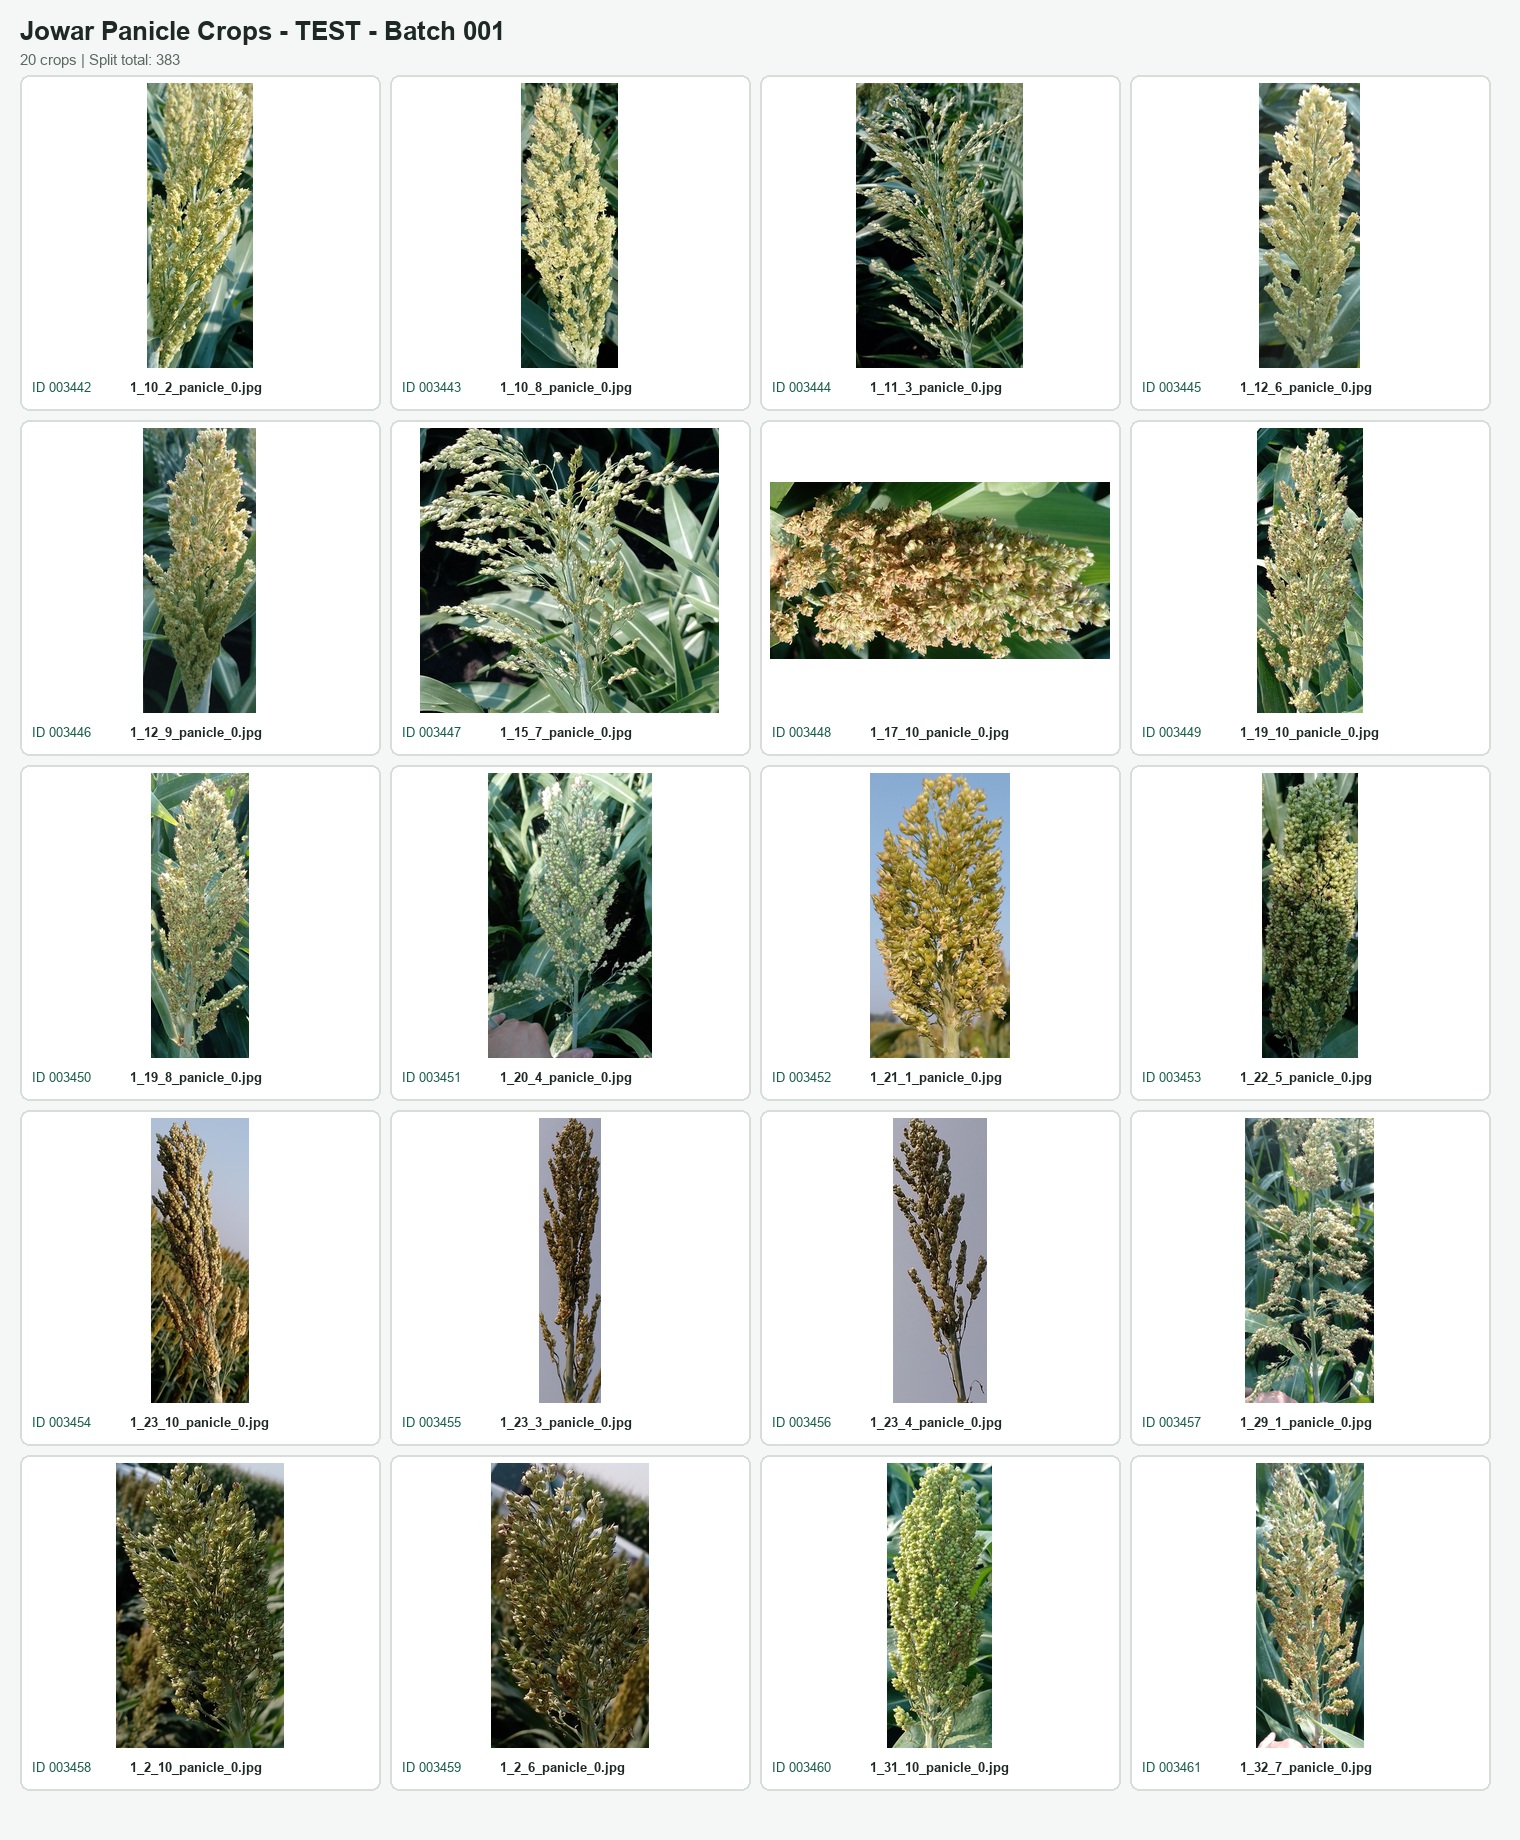 Jowar Panicle Crops - TEST - Batch 001
20 crops | Split total: 383
ID 003442 1_10_2_panicle_0.jpg
ID 003443 1_10_8_panicle_0.jpg
ID 003444 1_11_3_panicle_0.jpg
ID 003445 1_12_6_panicle_0.jpg
ID 003446 1_12_9_panicle_0.jpg
ID 003447 1_15_7_panicle_0.jpg
ID 003448 1_17_10_panicle_0.jpg
ID 003449 1_19_10_panicle_0.jpg
ID 003450 1_19_8_panicle_0.jpg
ID 003451 1_20_4_panicle_0.jpg
ID 003452 1_21_1_panicle_0.jpg
ID 003453 1_22_5_panicle_0.jpg
ID 003454 1_23_10_panicle_0.jpg
ID 003455 1_23_3_panicle_0.jpg
ID 003456 1_23_4_panicle_0.jpg
ID 003457 1_29_1_panicle_0.jpg
ID 003458 1_2_10_panicle_0.jpg
ID 003459 1_2_6_panicle_0.jpg
ID 003460 1_31_10_panicle_0.jpg
ID 003461 1_32_7_panicle_0.jpg